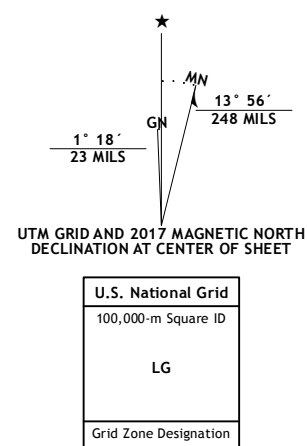 ★
MN
GN
13° 56´
248 MILS
1° 18´
23 MILS
UTM GRID AND 2017 MAGNETIC NORTH
DECLINATION AT CENTER OF SHEET
U.S. National Grid
100,000-m Square ID
LG
Grid Zone Designation